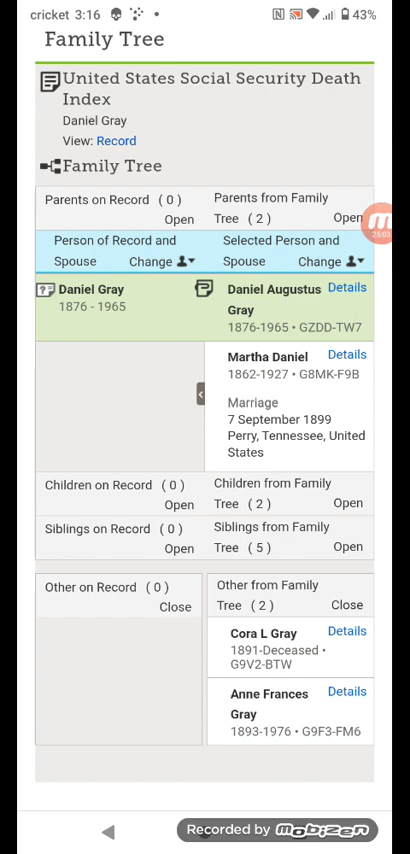 cricket 3:16 43%
Family Tree
United States Social Security Death
Index
Daniel Gray
View: Record
Family Tree
Parents on Record ( 0 )
Open
Parents from Family
Tree ( 2 ) Open
Person of Record and
Spouse Change
Selected Person and
Spouse Change
Daniel Gray
1876 - 1965
Daniel Augustus Details
Gray
1876-1965 • GZDD-TW7
Martha Daniel Details
1862-1927 • G8MK-F9B
Marriage
7 September 1899
Perry, Tennessee, United
States
Children on Record ( 0 )
Open
Children from Family
Tree ( 2 ) Open
Siblings on Record ( 0 )
Open
Siblings from Family
Tree ( 5 ) Open
Other on Record ( 0 )
Close
Other from Family
Tree ( 2 ) Close
Cora L Gray Details
1891-Deceased •
G9V2-BTW
Anne Frances Details
Gray
1893-1976 • G9F3-FM6
Recorded by mobizen